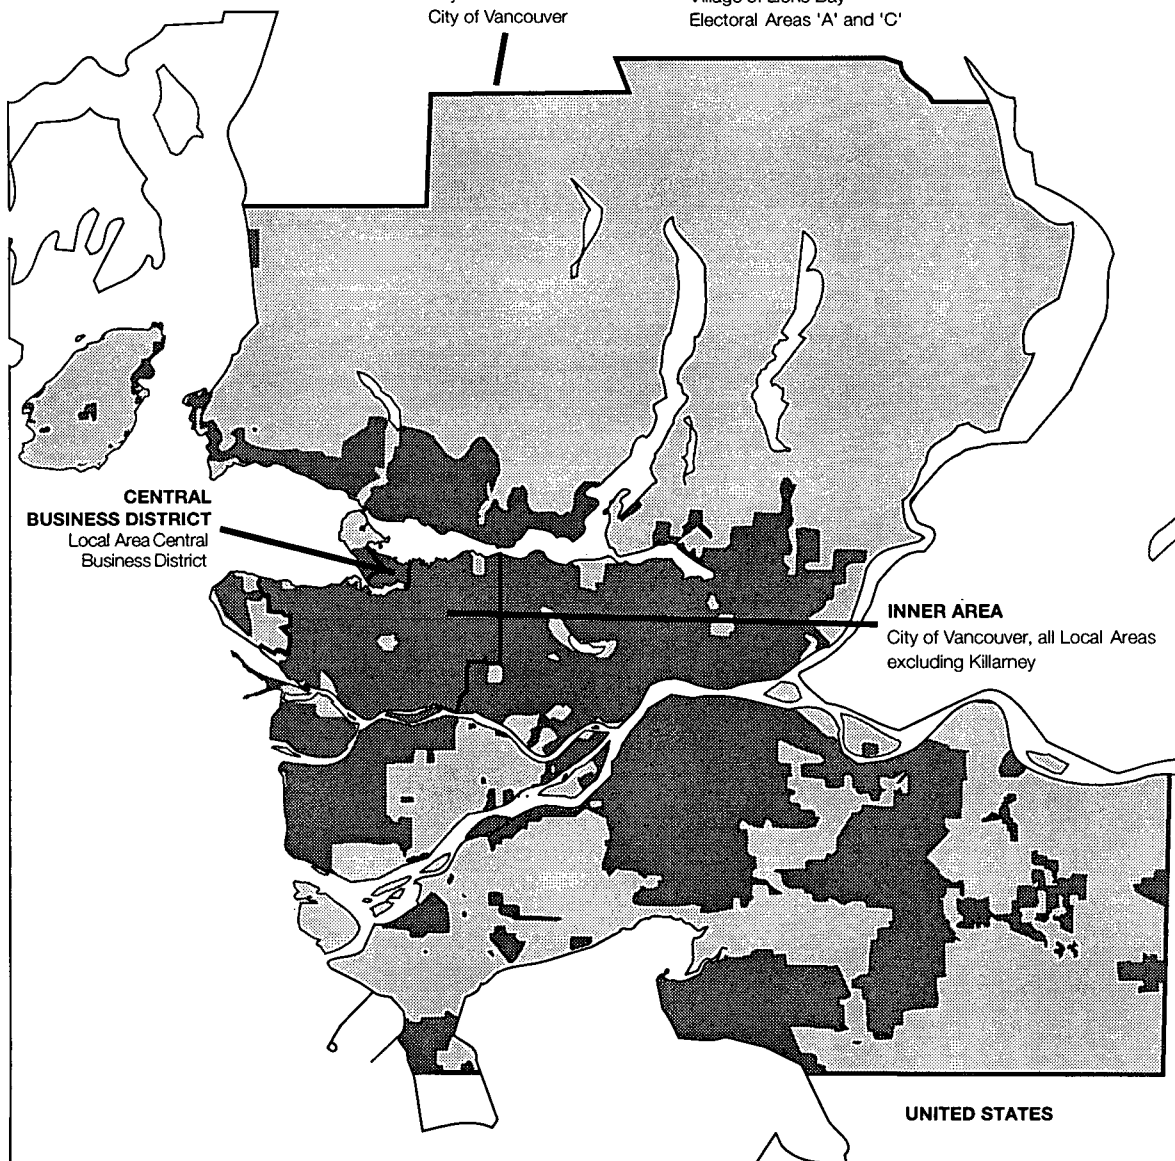 City of Vancouver
Electoral Areas 'A' and 'C'
CENTRAL
BUSINESS DISTRICT
Local Area Central
Business District
INNER AREA
City of Vancouver, all Local Areas
excluding Killarney
UNITED STATES